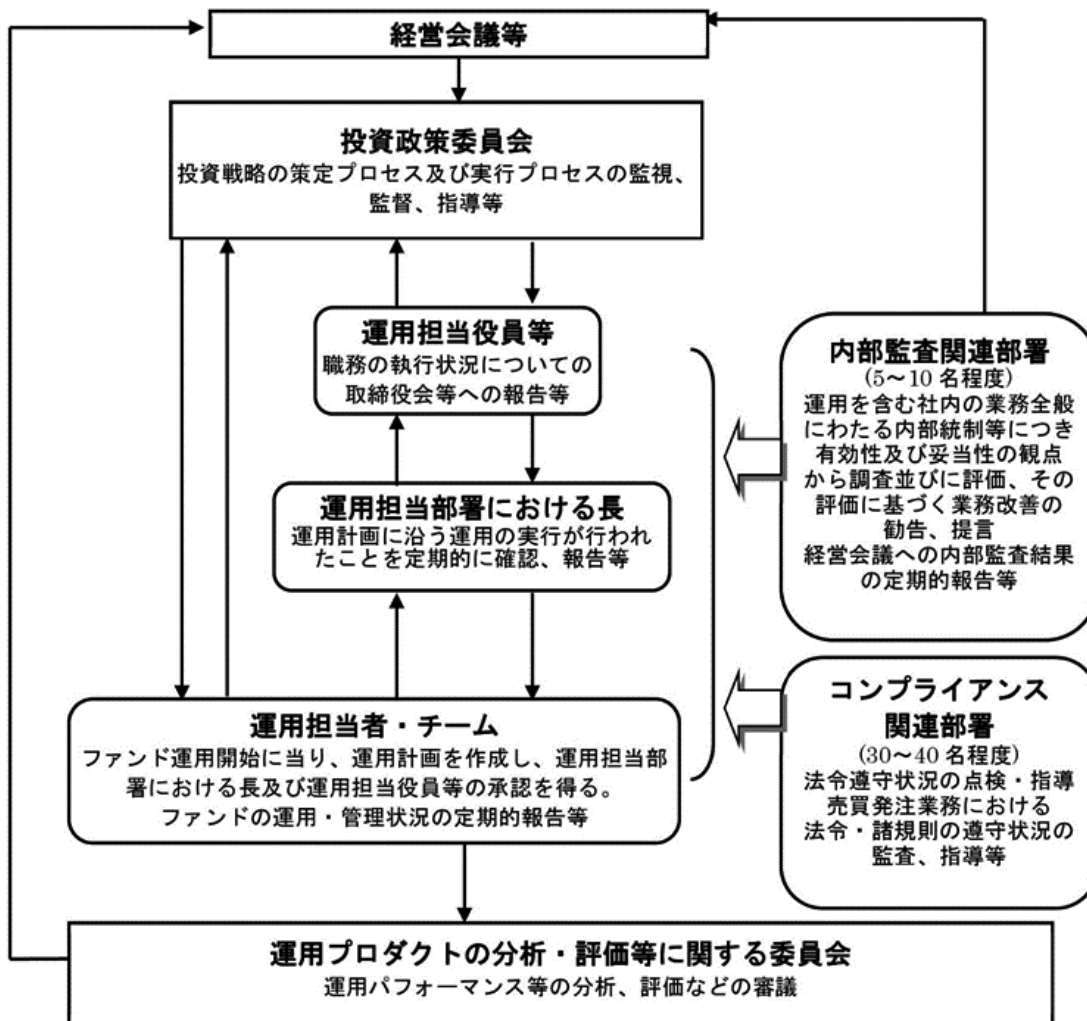 経営会議等
投資政策委員会
投資戦略の策定プロセス及び実行プロセスの監視、
監督、指導等
運用担当役員等
職務の執行状況についての
取締役会等への報告等
運用担当部署における長
運用計画に沿う運用の実行が行われ
たことを定期的に確認、報告等
運用担当者・チーム
ファンド運用開始に当り、運用計画を作成し、運用担当部
署における長及び運用担当役員等の承認を得る。
ファンドの運用・管理状況の定期的報告等
内部監査関連部署
(5～10 名程度)
運用を含む社内の業務全般
にわたる内部統制等につき
有効性及び妥当性の観点
から調査並びに評価、その
評価に基づく業務改善の
勧告、提言
経営会議への内部監査結果
の定期的報告等
コンプライアンス
関連部署
(30～40 名程度)
法令遵守状況の点検・指導
売買発注業務における
法令・諸規則の遵守状況の
監査、指導等
運用プロダクトの分析・評価等に関する委員会
運用パフォーマンス等の分析、評価などの審議